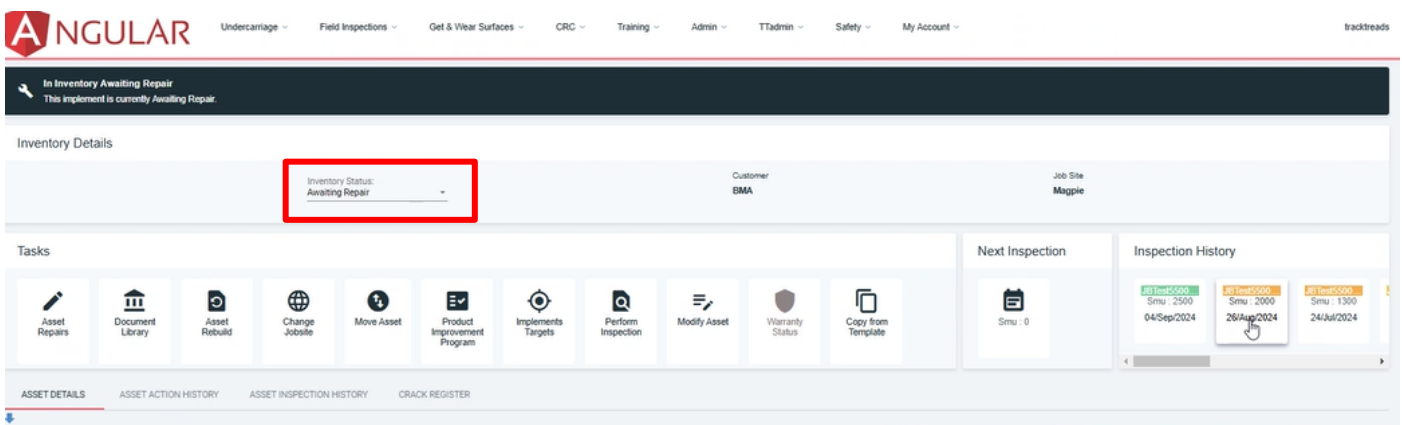 ANGULAR
Undercarriage Field Inspections Get & Wear Surfaces CRC Training Admin TTadmin Safety My Account tracktreads
In Inventory Awaiting Repair
This implement is currently Awaiting Repair.
Inventory Details
Inventory Status:
Awaiting Repair
Customer
BMA
Job Site
Magpie
Tasks
Asset
Repairs
Document
Library
Asset
Rebuild
Change
Jobsite
Move Asset
Product
Improvement
Program
Implements
Targets
Perform
Inspection
Modify Asset
Warranty
Status
Copy from
Template
Next Inspection
Smu : 0
Inspection History
JBTest5500...
Smu : 2500
04/Sep/2024
JBTest5500...
Smu : 2000
26/Aug/2024
JBTest5500...
Smu : 1300
24/Jul/2024
ASSET DETAILS ASSET ACTION HISTORY ASSET INSPECTION HISTORY CRACK REGISTER